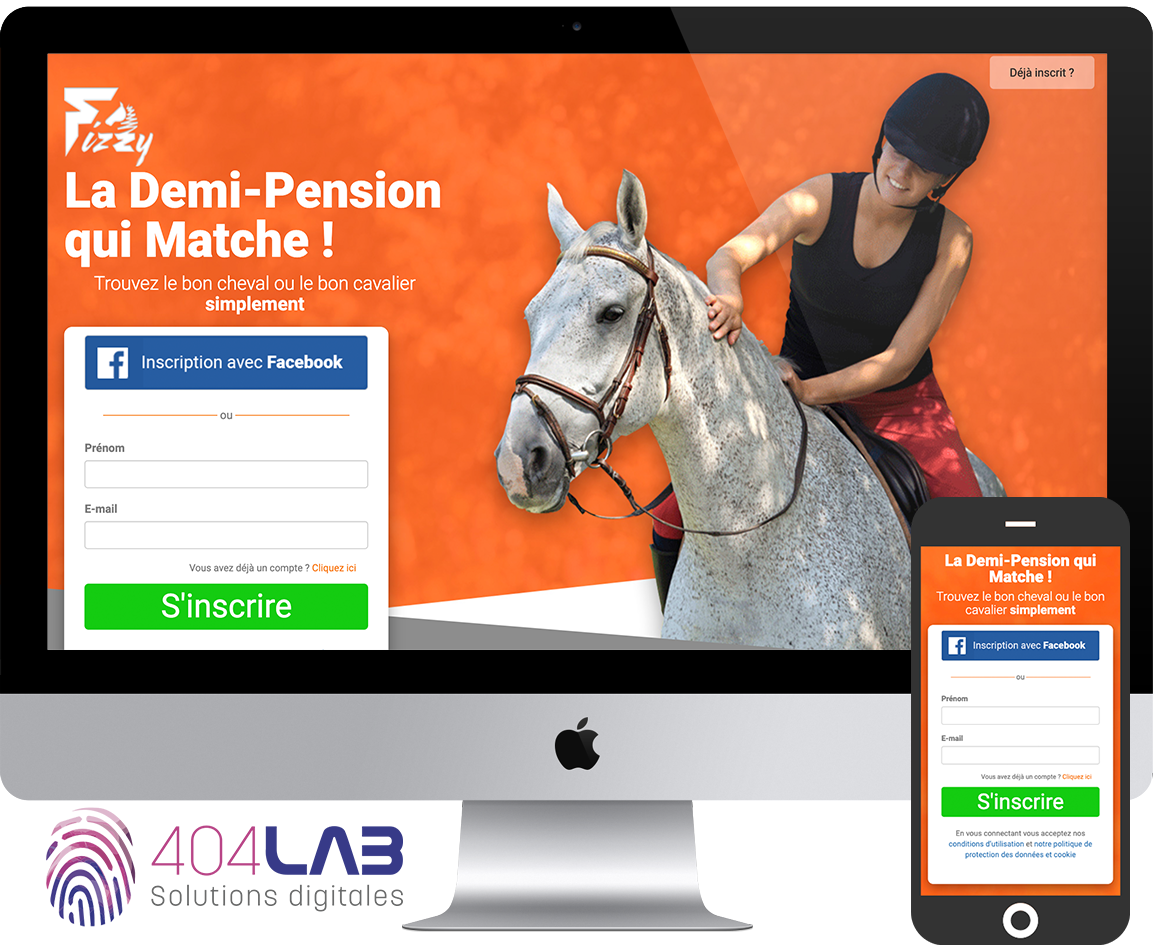 Déjà inscrit ?
Fizzy
La Demi-Pension
qui Matche !
Trouvez le bon cheval ou le bon cavalier
simplement
Inscription avec Facebook
ou
Prénom
E-mail
Vous avez déjà un compte ? Cliquez ici
S'inscrire
La Demi-Pension qui
Matche !
Trouvez le bon cheval ou le bon
cavalier simplement
Inscription avec Facebook
ou
Prénom
E-mail
Vous avez déjà un compte ? Cliquez ici
S'inscrire
En vous connectant vous acceptez nos
conditions d'utilisation et notre politique de
protection des données et cookie
404LAB
Solutions digitales